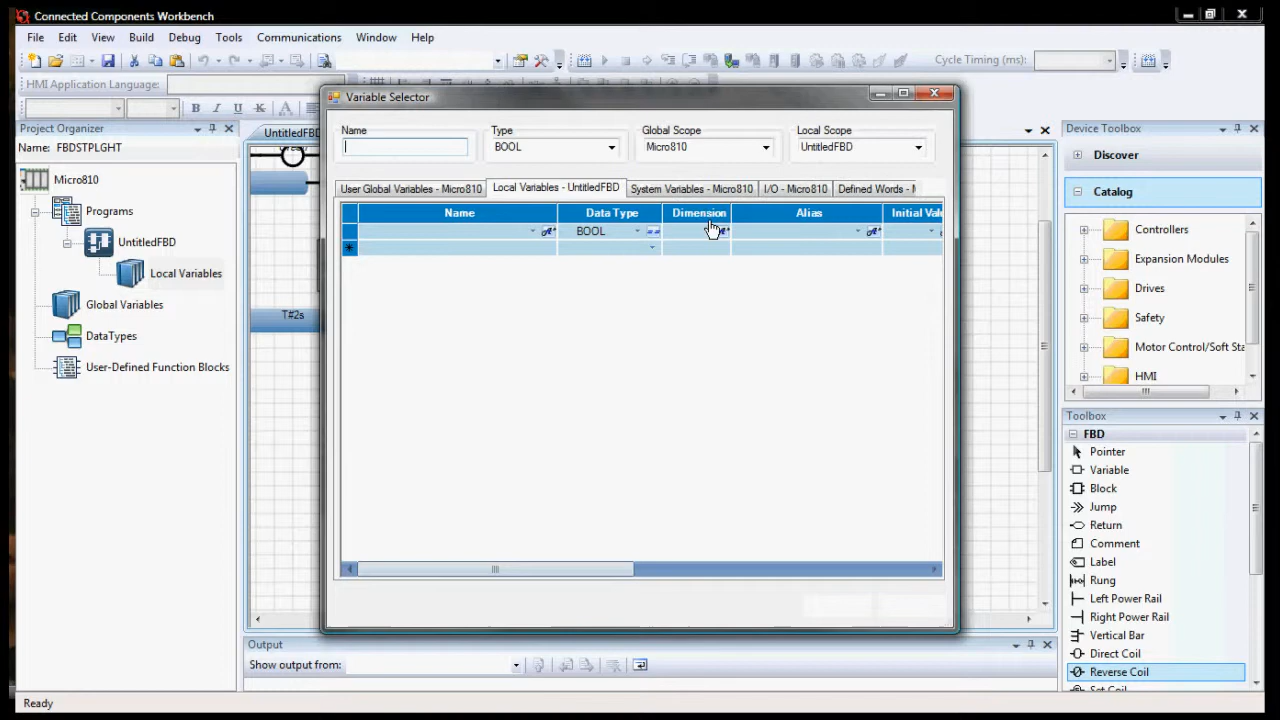 Connected Components Workbench
File Edit View Build Debug Tools Communications Window Help
Cycle Timing (ms):
HMI Application Language:
B I U A
Project Organizer
Name: FBDSTPLGHT
Micro810
Programs
UntitledFBD
Local Variables
Global Variables
DataTypes
User-Defined Function Blocks
UntitledFBD
T#2s
Variable Selector
Name
Type
BOOL
Global Scope
Micro810
Local Scope
UntitledFBD
User Global Variables - Micro810
Local Variables - UntitledFBD
System Variables - Micro810
I/O - Micro810
Defined Words - M
Name Data Type Dimension Alias Initial Valu
BOOL
Device Toolbox
Discover
Catalog
Controllers
Expansion Modules
Drives
Safety
Motor Control/Soft Sta
HMI
Toolbox
FBD
Pointer
Variable
Block
Jump
Return
Comment
Label
Rung
Left Power Rail
Right Power Rail
Vertical Bar
Direct Coil
Reverse Coil
Set Coil
Output
Show output from:
Ready